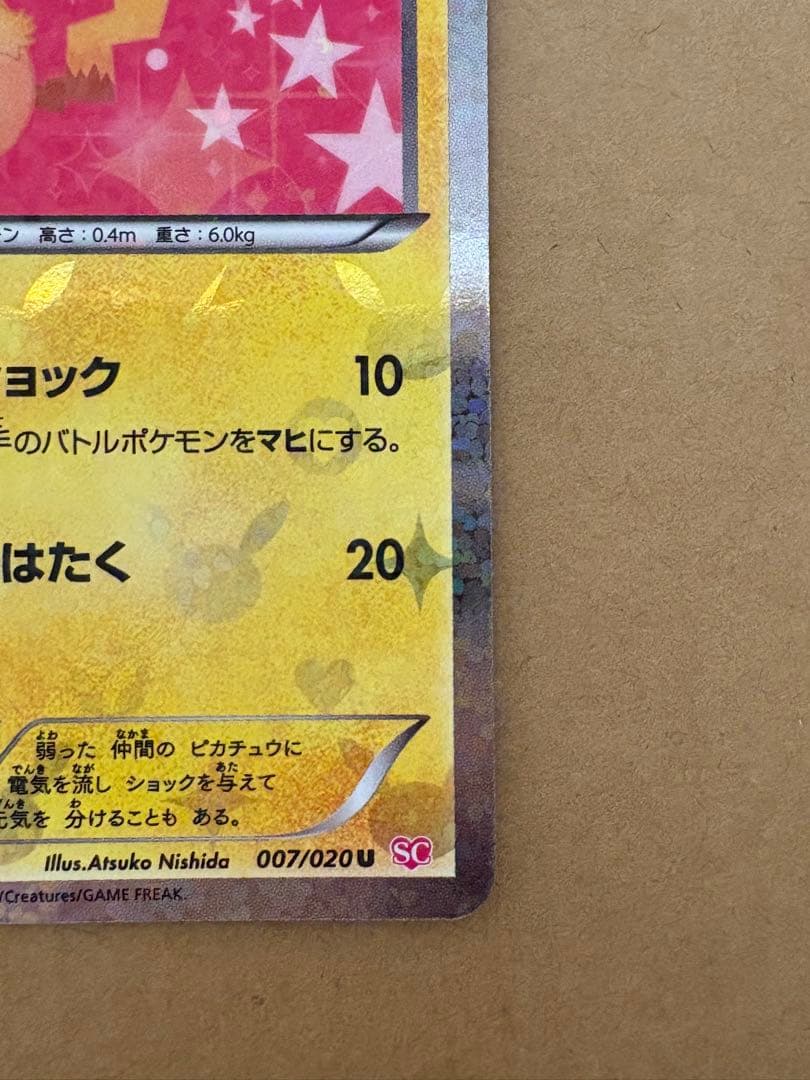 ン 高さ：0.4m 重さ：6.0kg
ョック 10
手のバトルポケモンをマヒにする。
はたく 20
弱った 仲間の ピカチュウに
電気を流し ショックを与えて
元気を 分けることも ある。
Illus.Atsuko Nishida 007/020 U SC
/Creatures/GAME FREAK.